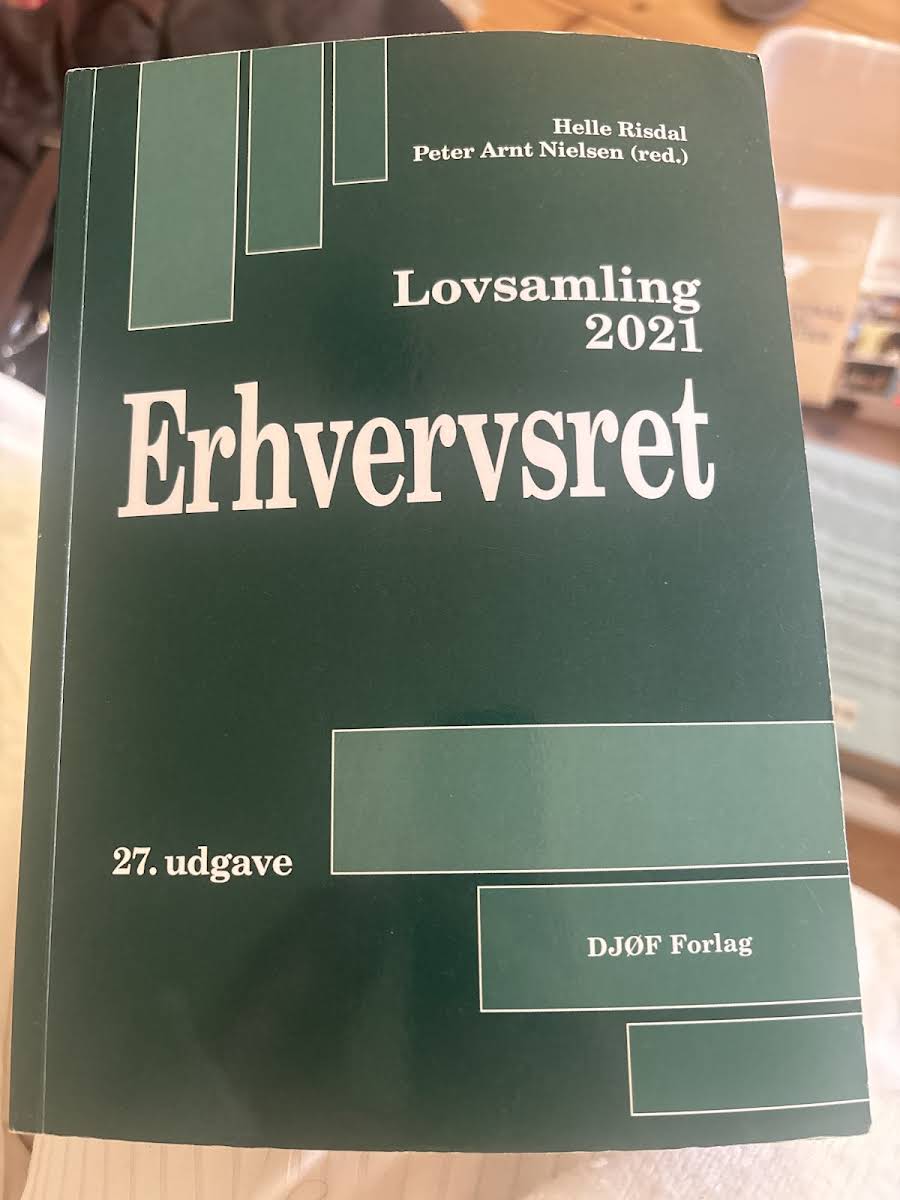 Helle Risdal
Peter Arnt Nielsen (red.)
Lovsamling
2021
Erhvervsret
27. udgave
DJØF Forlag